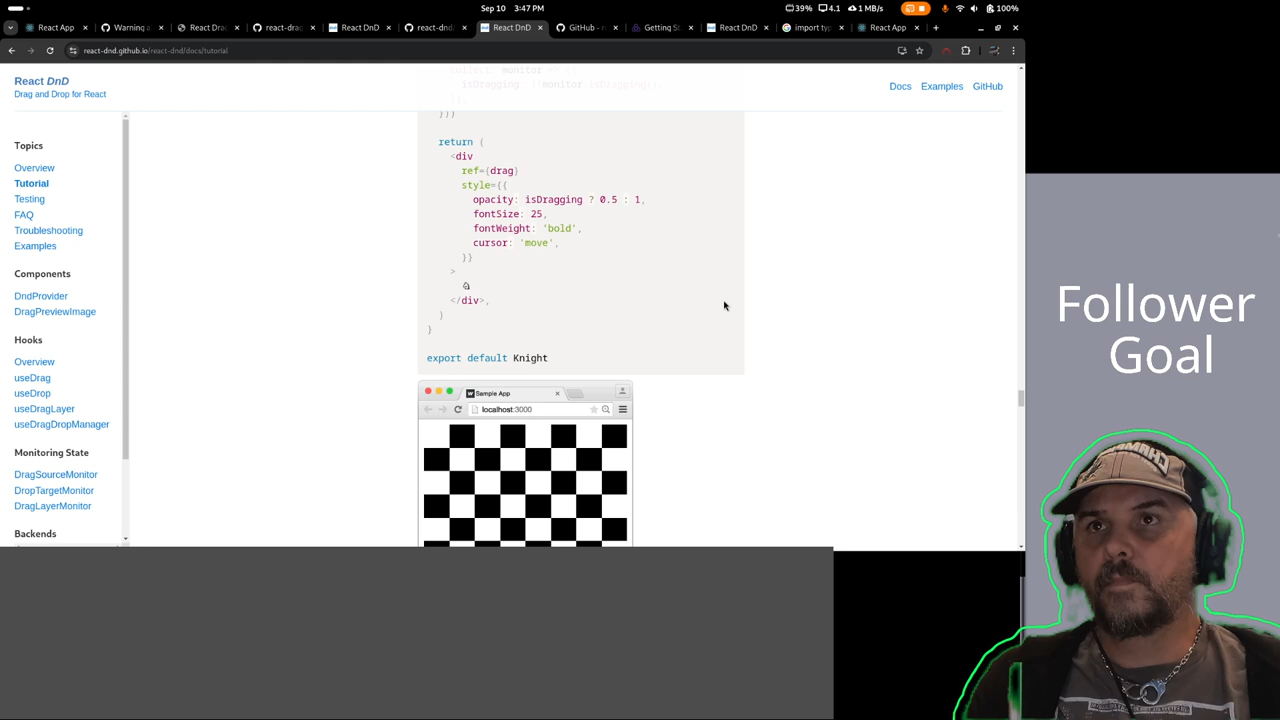 Sep 10 3:47 PM
39% 4.1 1 MB/s 100%
React App
Warning a
React Dra
react-drag
React DnD
react-dnd
React DnD
GitHub - r
Getting St
React DnD
import typ
React App
react-dnd.github.io/react-dnd/docs/tutorial
React DnD
Drag and Drop for React
Docs Examples GitHub
Topics
Overview
Tutorial
Testing
FAQ
Troubleshooting
Examples
Components
DndProvider
DragPreviewImage
Hooks
Overview
useDrag
useDrop
useDragLayer
useDragDropManager
Monitoring State
DragSourceMonitor
DropTargetMonitor
DragLayerMonitor
Backends
isDragging: !!monitor.isDragging()
}))
return (
<div
ref={drag}
style={{
opacity: isDragging ? 0.5 : 1,
fontSize: 25,
fontWeight: 'bold',
cursor: 'move',
}}
>
♘
</div>,
)
}
export default Knight
Sample App
localhost:3000
Follower
Goal